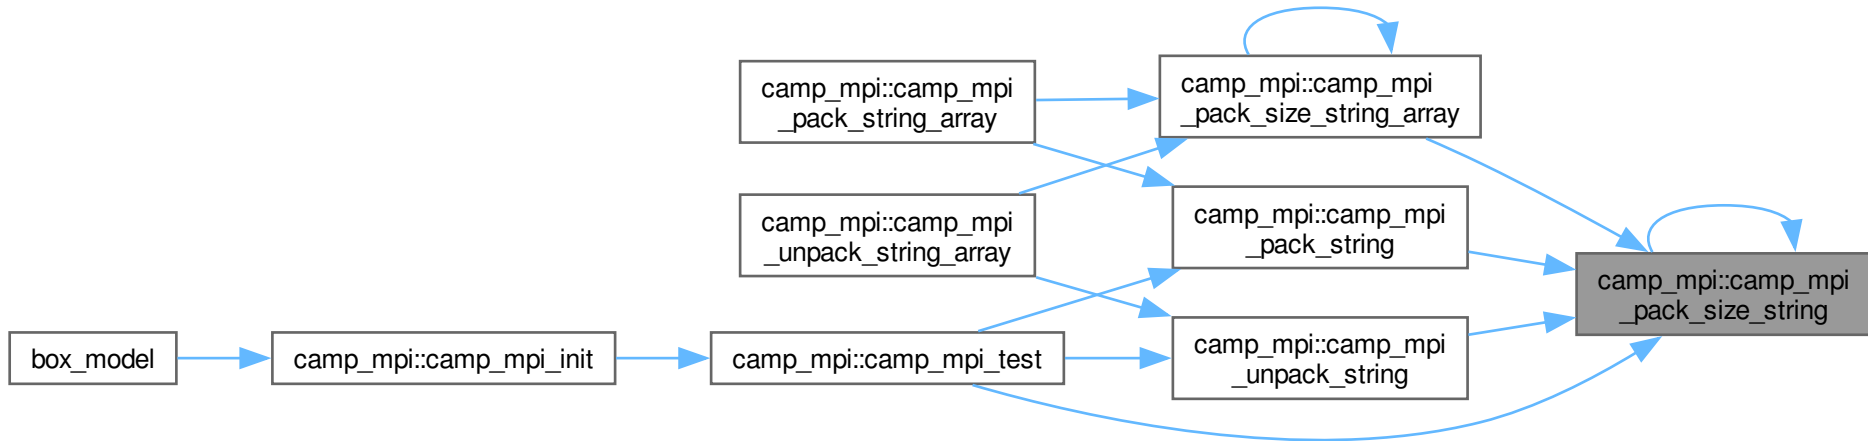 camp_mpi::camp_mpi
_pack_string_array
camp_mpi::camp_mpi
_pack_size_string_array
camp_mpi::camp_mpi
_unpack_string_array
camp_mpi::camp_mpi
_pack_string
camp_mpi::camp_mpi
_pack_size_string
box_model
camp_mpi::camp_mpi_init
camp_mpi::camp_mpi_test
camp_mpi::camp_mpi
_unpack_string